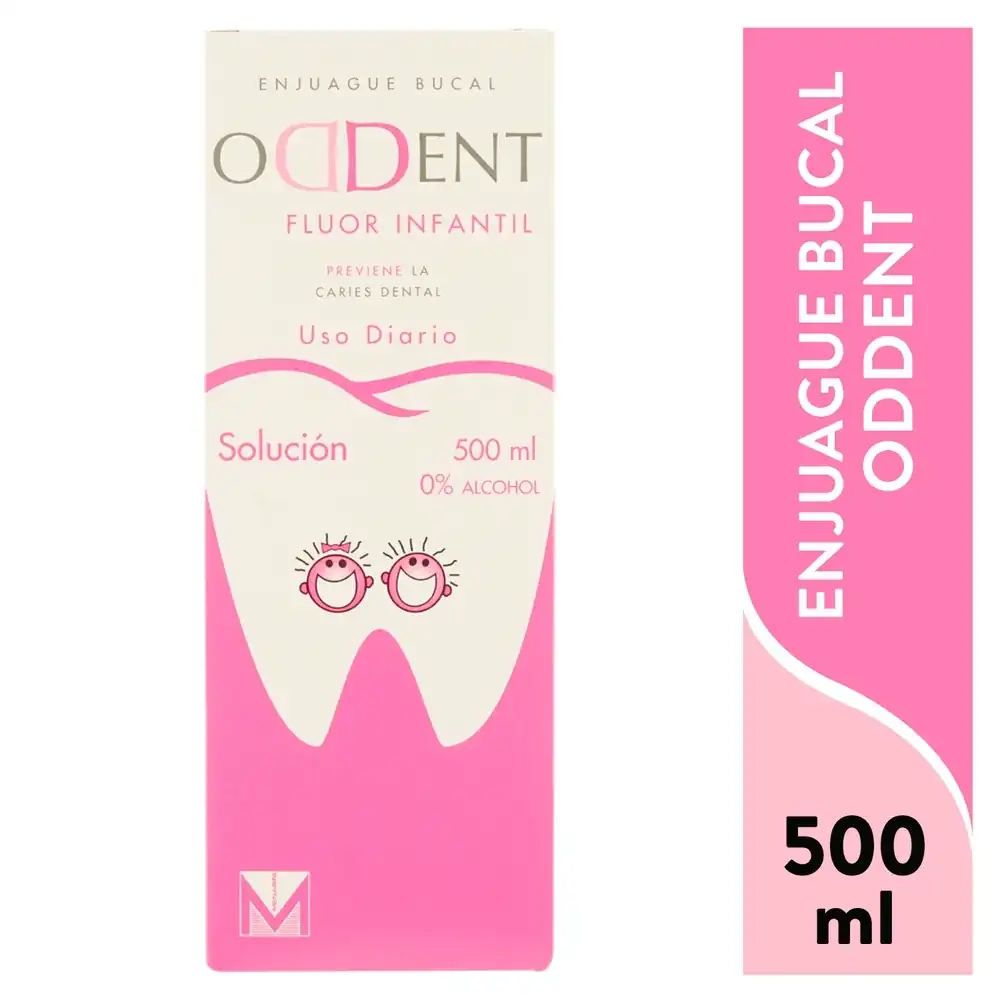 ENJUAGUE BUCAL
ODDENT
FLUOR INFANTIL
PREVIENE LA
CARIES DENTAL
Uso Diario
Solución
500 ml
0% ALCOHOL
M
ENJUAGUE BUCAL
ODDENT
500
ml